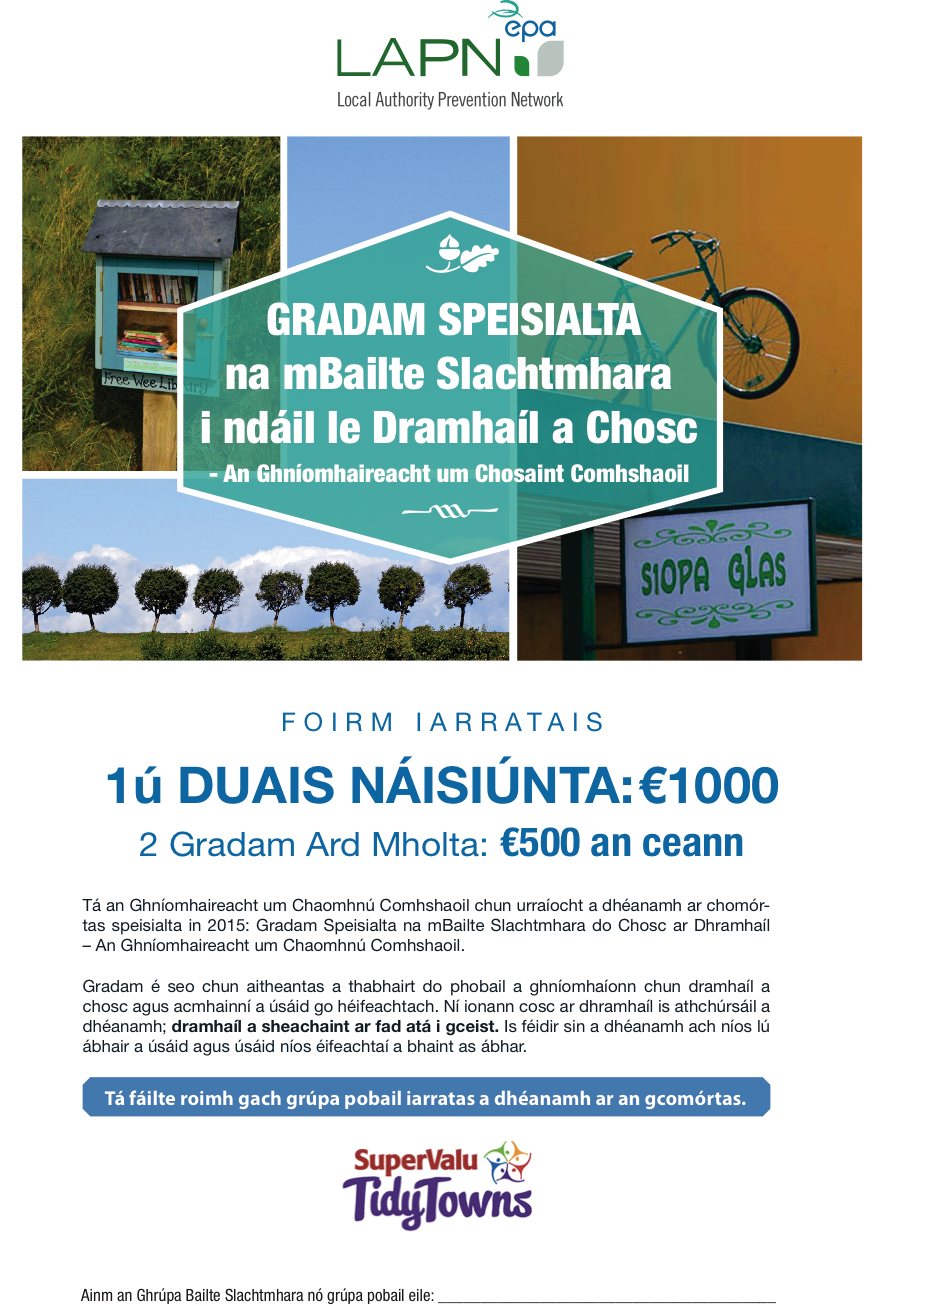 epa
LAPN
Local Authority Prevention Network
Free Wee Library
GRADAM SPEISIALTA
na mBailte Slachtmhara
i ndáil le Dramhaíl a Chosc
- An Ghníomhaireacht um Chosaint Comhshaoil
SIOPA GLAS
FOIRM IARRATAIS
1ú DUAIS NÁISIÚNTA: €1000
2 Gradam Ard Mholta: €500 an ceann
Tá an Ghníomhaireacht um Chaomhnú Comhshaoil chun urraíocht a dhéanamh ar chomór-
tas speisialta in 2015: Gradam Speisialta na mBailte Slachtmhara do Chosc ar Dhramhaíl
– An Ghníomhaireacht um Chaomhnú Comhshaoil.
Gradam é seo chun aitheantas a thabhairt do phobail a ghníomhaíonn chun dramhaíl a
chosc agus acmhainní a úsáid go héifeachtach. Ní ionann cosc ar dhramhaíl is athchúrsáil a
dhéanamh; dramhaíl a sheachaint ar fad atá i gceist. Is féidir sin a dhéanamh ach níos lú
ábhair a úsáid agus úsáid níos éifeachtaí a bhaint as ábhar.
Tá fáilte roimh gach grúpa pobail iarratas a dhéanamh ar an gcomórtas.
SuperValu
TidyTowns
Ainm an Ghrúpa Bailte Slachtmhara nó grúpa pobail eile: ________________________________________